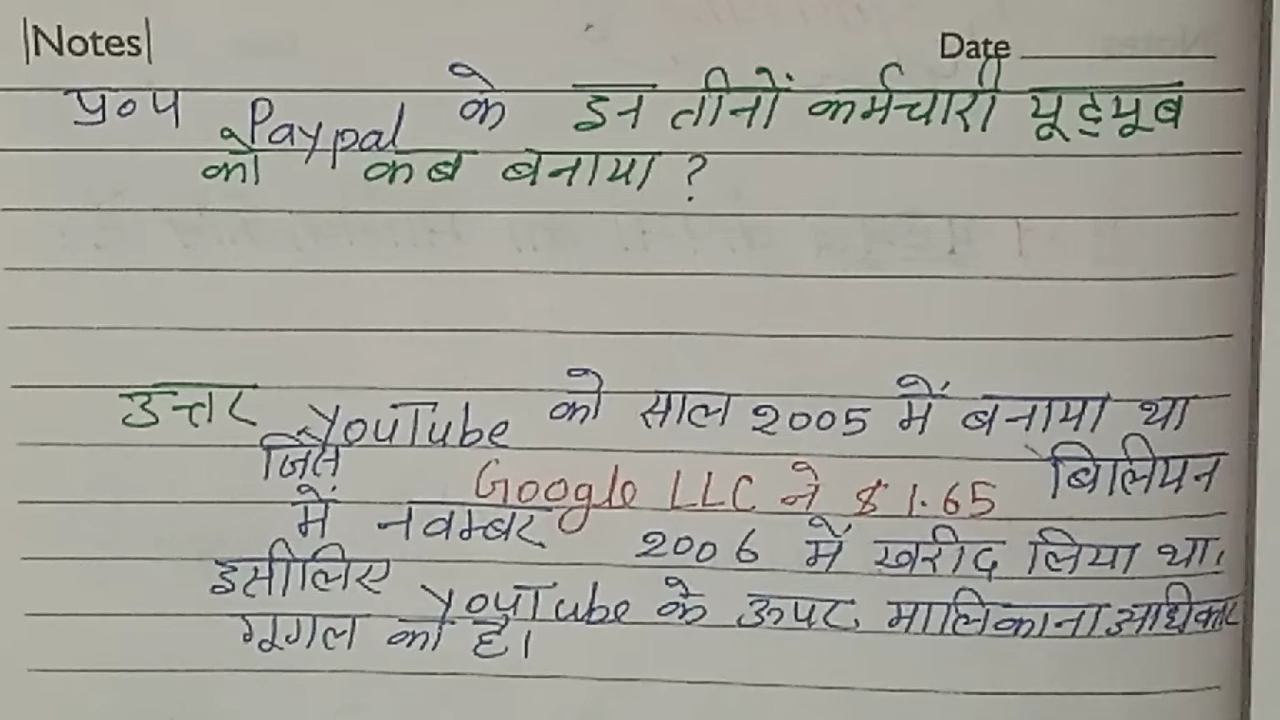 |Notes|
Date
प्र०५ Paypal के इन तीनों कर्मचारी यूट्यूब
को कब बनाया?
उत्तर YouTube को साल 2005 में बनाया था
जिसे Google LLC ने $1.65 बिलियन
में नवम्बर 2006 में खरीद लिया था।
इसीलिए YouTube के ऊपर मालिकाना अधिकार
गूगल का है।